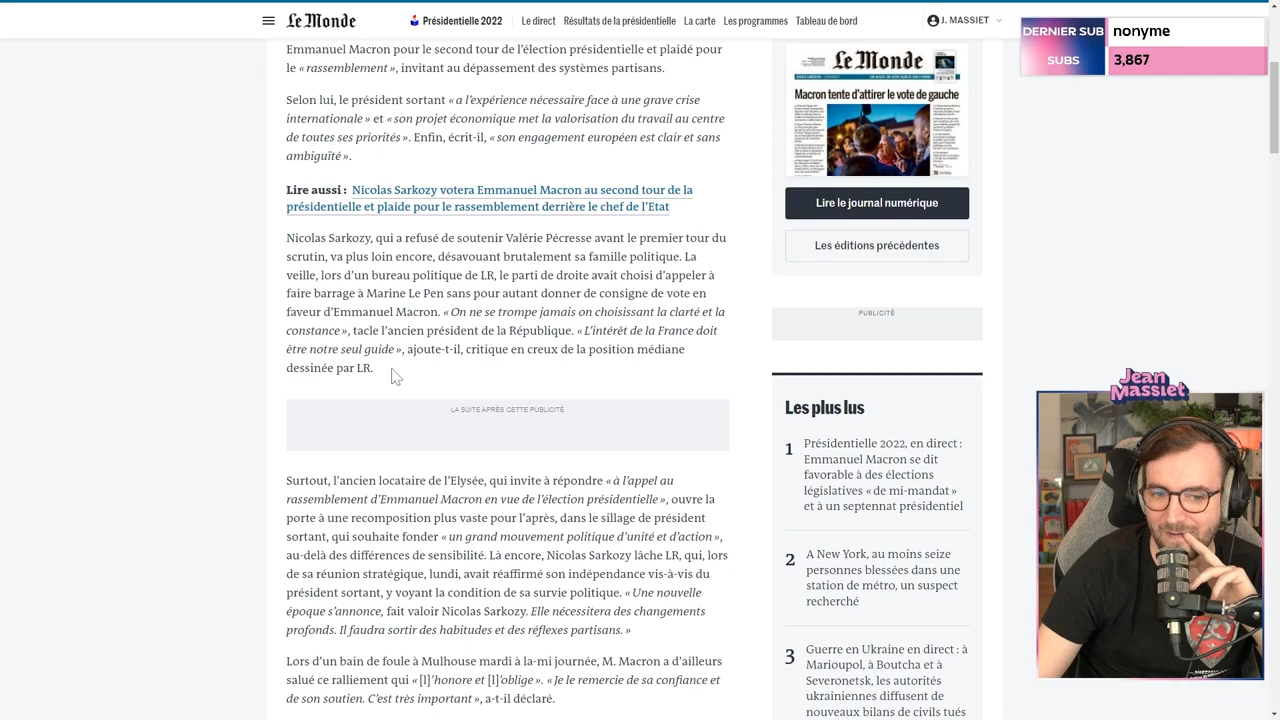 Le Monde
Présidentielle 2022
Le direct
Résultats de la présidentielle
La carte
Les programmes
Tableau de bord
J. MASSIET
Emmanuel Macron pour le second tour de l'élection présidentielle et plaidé pour
le « rassemblement », invitant au dépassement des systèmes partisans.
Selon lui, le président sortant « a l'expérience nécessaire face à une grave crise
internationale », et « son projet économique met la valorisation du travail au centre
de toutes ses priorités ». Enfin, écrit-il, « son engagement européen est clair et sans
ambiguïté ».
Lire aussi : Nicolas Sarkozy votera Emmanuel Macron au second tour de la
présidentielle et plaide pour le rassemblement derrière le chef de l'Etat
Nicolas Sarkozy, qui a refusé de soutenir Valérie Pécresse avant le premier tour du
scrutin, va plus loin encore, désavouant brutalement sa famille politique. La
veille, lors d'un bureau politique de LR, le parti de droite avait choisi d'appeler à
faire barrage à Marine Le Pen sans pour autant donner de consigne de vote en
faveur d'Emmanuel Macron. « On ne se trompe jamais en choisissant la clarté et la
constance », tacle l'ancien président de la République. « L'intérêt de la France doit
être notre seul guide », ajoute-t-il, critique en creux de la position médiane
dessinée par LR.
LA SUITE APRÈS CETTE PUBLICITÉ
Surtout, l'ancien locataire de l'Elysée, qui invite à répondre « à l'appel au
rassemblement d'Emmanuel Macron en vue de l'élection présidentielle », ouvre la
porte à une recomposition plus vaste pour l'après, dans le sillage de président
sortant, qui souhaite fonder « un grand mouvement politique d'unité et d'action »,
au-delà des différences de sensibilité. Là encore, Nicolas Sarkozy lâche LR, qui, lors
de sa réunion stratégique, lundi, avait réaffirmé son indépendance vis-à-vis du
président sortant, y voyant la condition de sa survie politique. « Une nouvelle
époque s'annonce, fait valoir Nicolas Sarkozy. Elle nécessitera des changements
profonds. Il faudra sortir des habitudes et des réflexes partisans. »
Lors d'un bain de foule à Mulhouse mardi à la-mi journée, M. Macron a d'ailleurs
salué ce ralliement qui « [l]'honore et [l]'oblige ». « Je le remercie de sa confiance et
de son soutien. C'est très important », a-t-il déclaré.
Le Monde
Macron tente d'attirer le vote de gauche
Lire le journal numérique
Les éditions précédentes
PUBLICITÉ
Les plus lus
1
Présidentielle 2022, en direct :
Emmanuel Macron se dit
favorable à des élections
législatives « de mi-mandat »
et à un septennat présidentiel
2
A New York, au moins seize
personnes blessées dans une
station de métro, un suspect
recherché
3
Guerre en Ukraine en direct : à
Marioupol, à Boutcha et à
Severonetsk, les autorités
ukrainiennes diffusent de
nouveaux bilans de civils tués
DERNIER SUB
nonyme
SUBS
3,867
Jean
Massiet
30